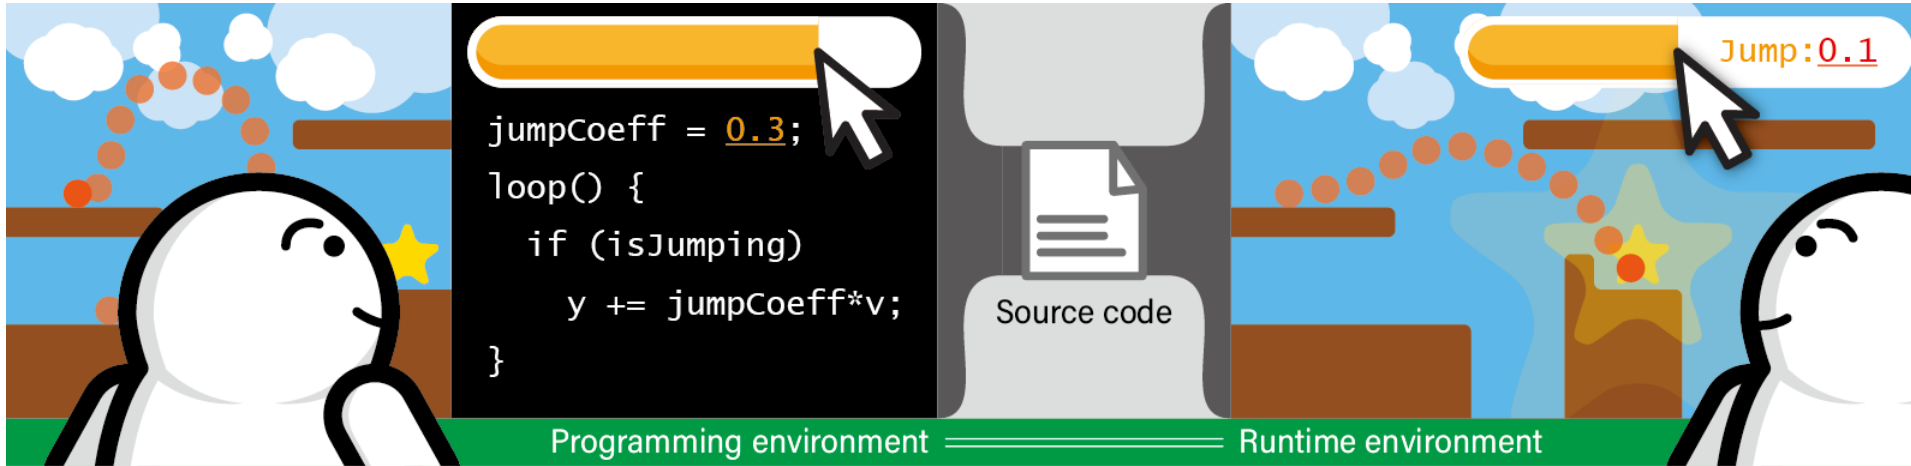 jumpCoeff = 0.3;
loop() {
if (isJumping)
y += jumpCoeff*v;
}
Source code
Jump:0.1
Programming environment
Runtime environment